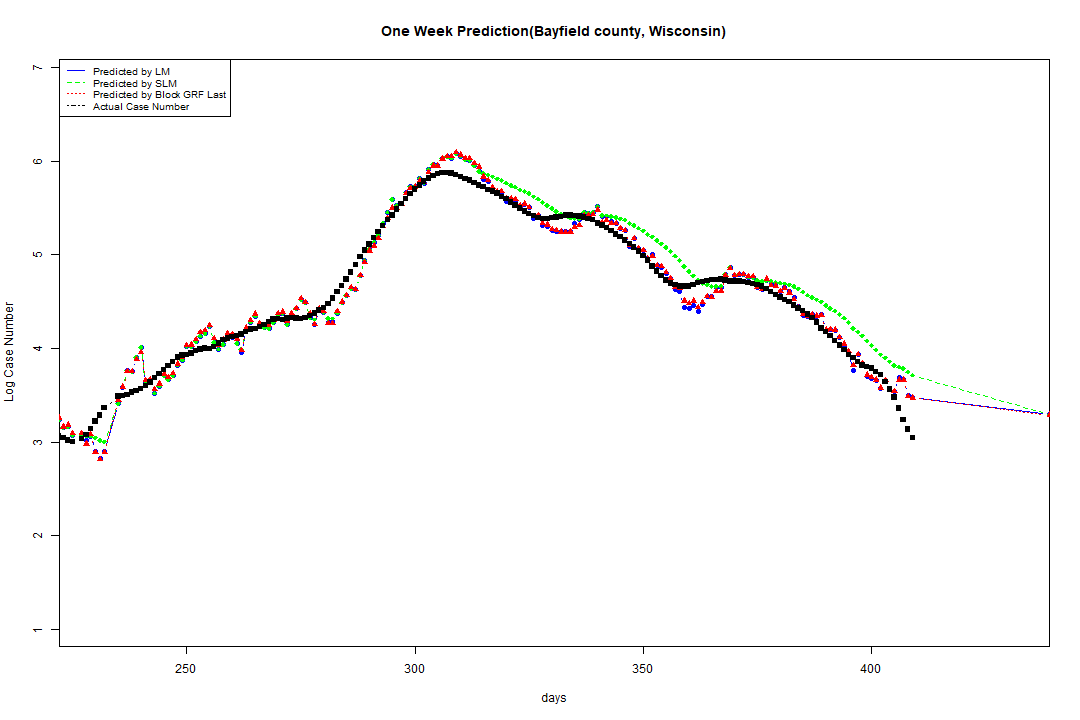 One Week Prediction(Bayfield county, Wisconsin)
Predicted by LM
Predicted by SLM
Predicted by Block GRF Last
Actual Case Number
7
6
5
4
3
2
1
Log Case Number
250 300 350 400
days